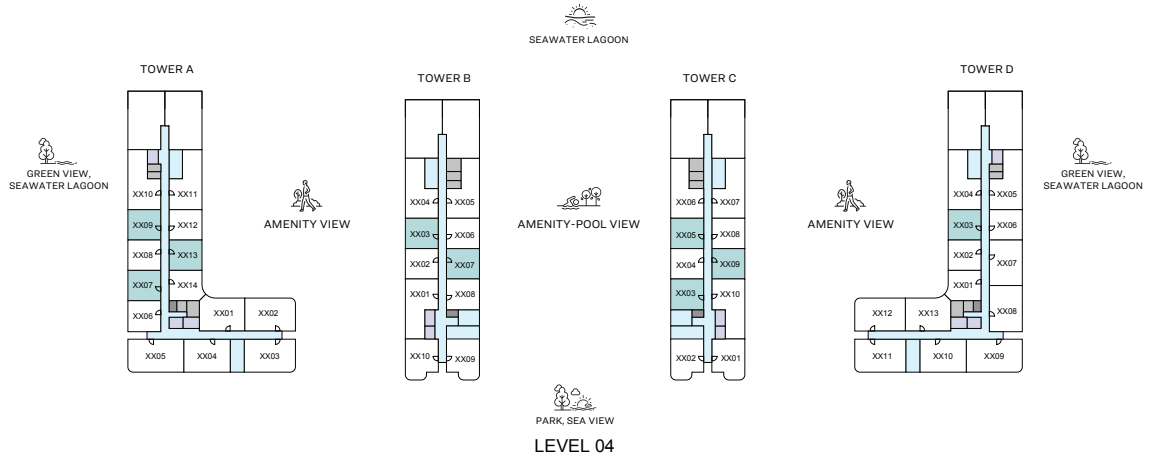 SEAWATER LAGOON
TOWER A
TOWER B
TOWER C
TOWER D
GREEN VIEW,
SEAWATER LAGOON
AMENITY VIEW
AMENITY-POOL VIEW
AMENITY VIEW
GREEN VIEW,
SEAWATER LAGOON
XX10 XX11
XX09 XX12
XX08 XX13
XX07 XX14
XX06 XX01 XX02
XX05 XX04 XX03
XX04 XX05
XX03 XX06
XX02 XX07
XX01 XX08
XX10 XX09
XX06 XX07
XX05 XX08
XX04 XX09
XX03 XX10
XX02 XX01
XX04 XX05
XX03 XX06
XX02 XX07
XX01
XX12 XX13 XX08
XX11 XX10 XX09
PARK, SEA VIEW
LEVEL 04